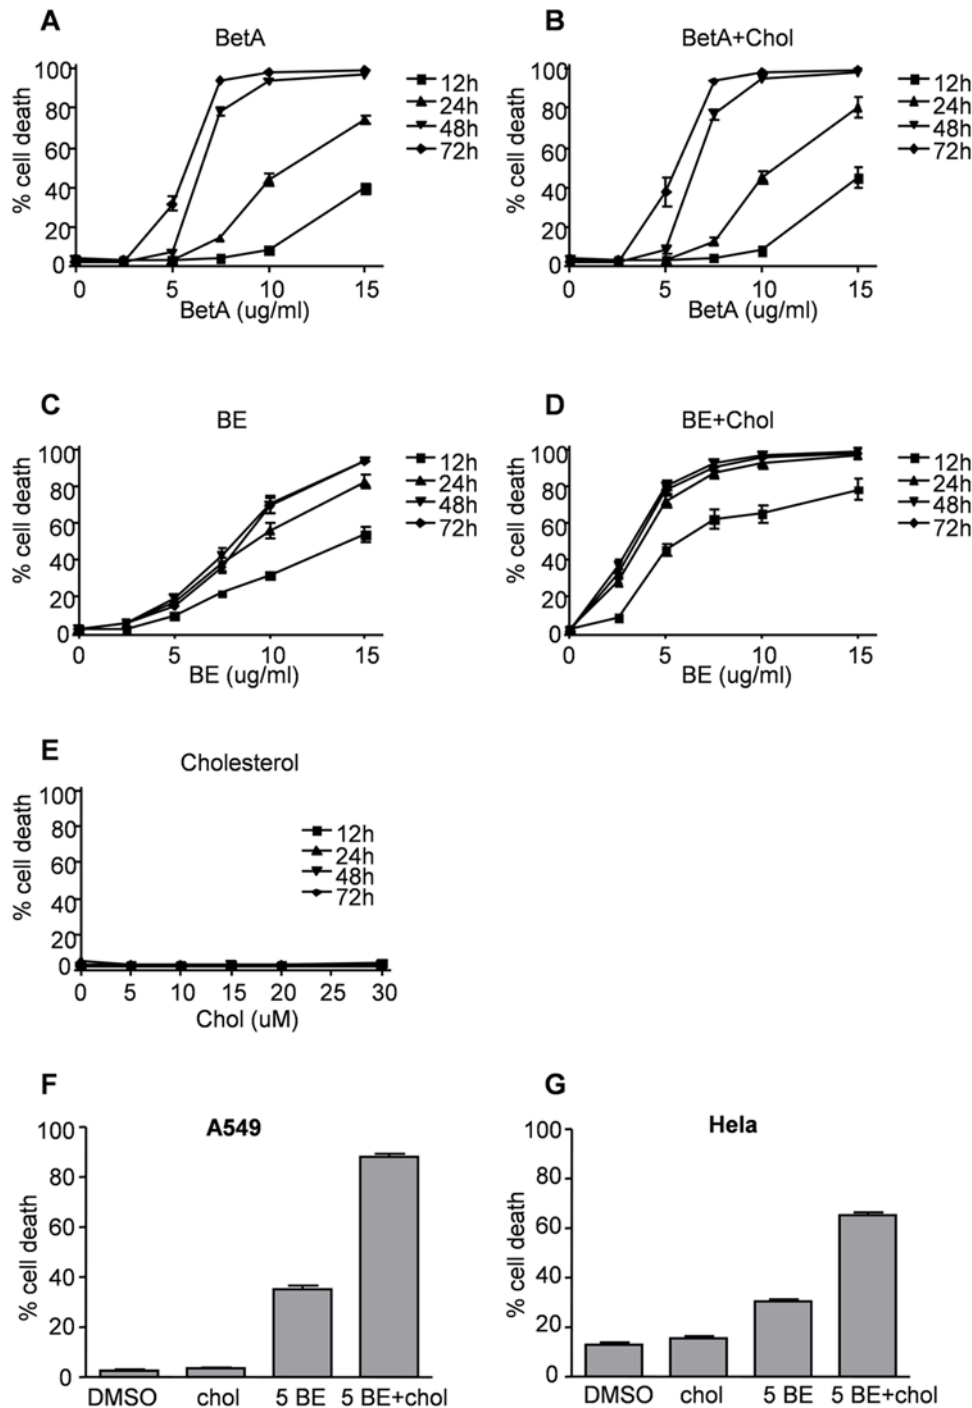 A
BetA
% cell death
100
80
60
40
20
0
0 5 10 15
BetA (ug/ml)
12h
24h
48h
72h
B
BetA+Chol
% cell death
100
80
60
40
20
0
0 5 10 15
BetA (ug/ml)
12h
24h
48h
72h
C
BE
% cell death
100
80
60
40
20
0
0 5 10 15
BE (ug/ml)
12h
24h
48h
72h
D
BE+Chol
% cell death
100
80
60
40
20
0
0 5 10 15
BE (ug/ml)
12h
24h
48h
72h
E
Cholesterol
% cell death
100
80
60
40
20
0
0 5 10 15 20 25 30
Chol (uM)
12h
24h
48h
72h
F
A549
% cell death
100
80
60
40
20
0
DMSO chol 5 BE 5 BE+chol
G
Hela
% cell death
100
80
60
40
20
0
DMSO chol 5 BE 5 BE+chol